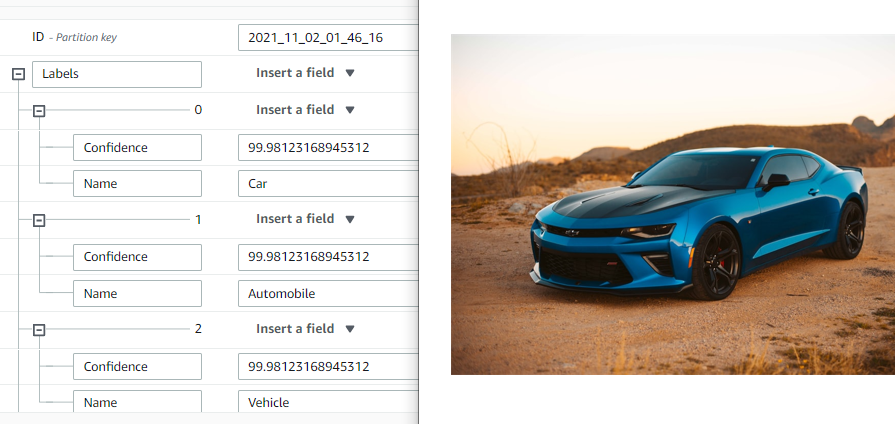 ID - Partition key 2021_11_02_01_46_16
Labels Insert a field
0 Insert a field
Confidence 99.98123168945312
Name Car
1 Insert a field
Confidence 99.98123168945312
Name Automobile
2 Insert a field
Confidence 99.98123168945312
Name Vehicle